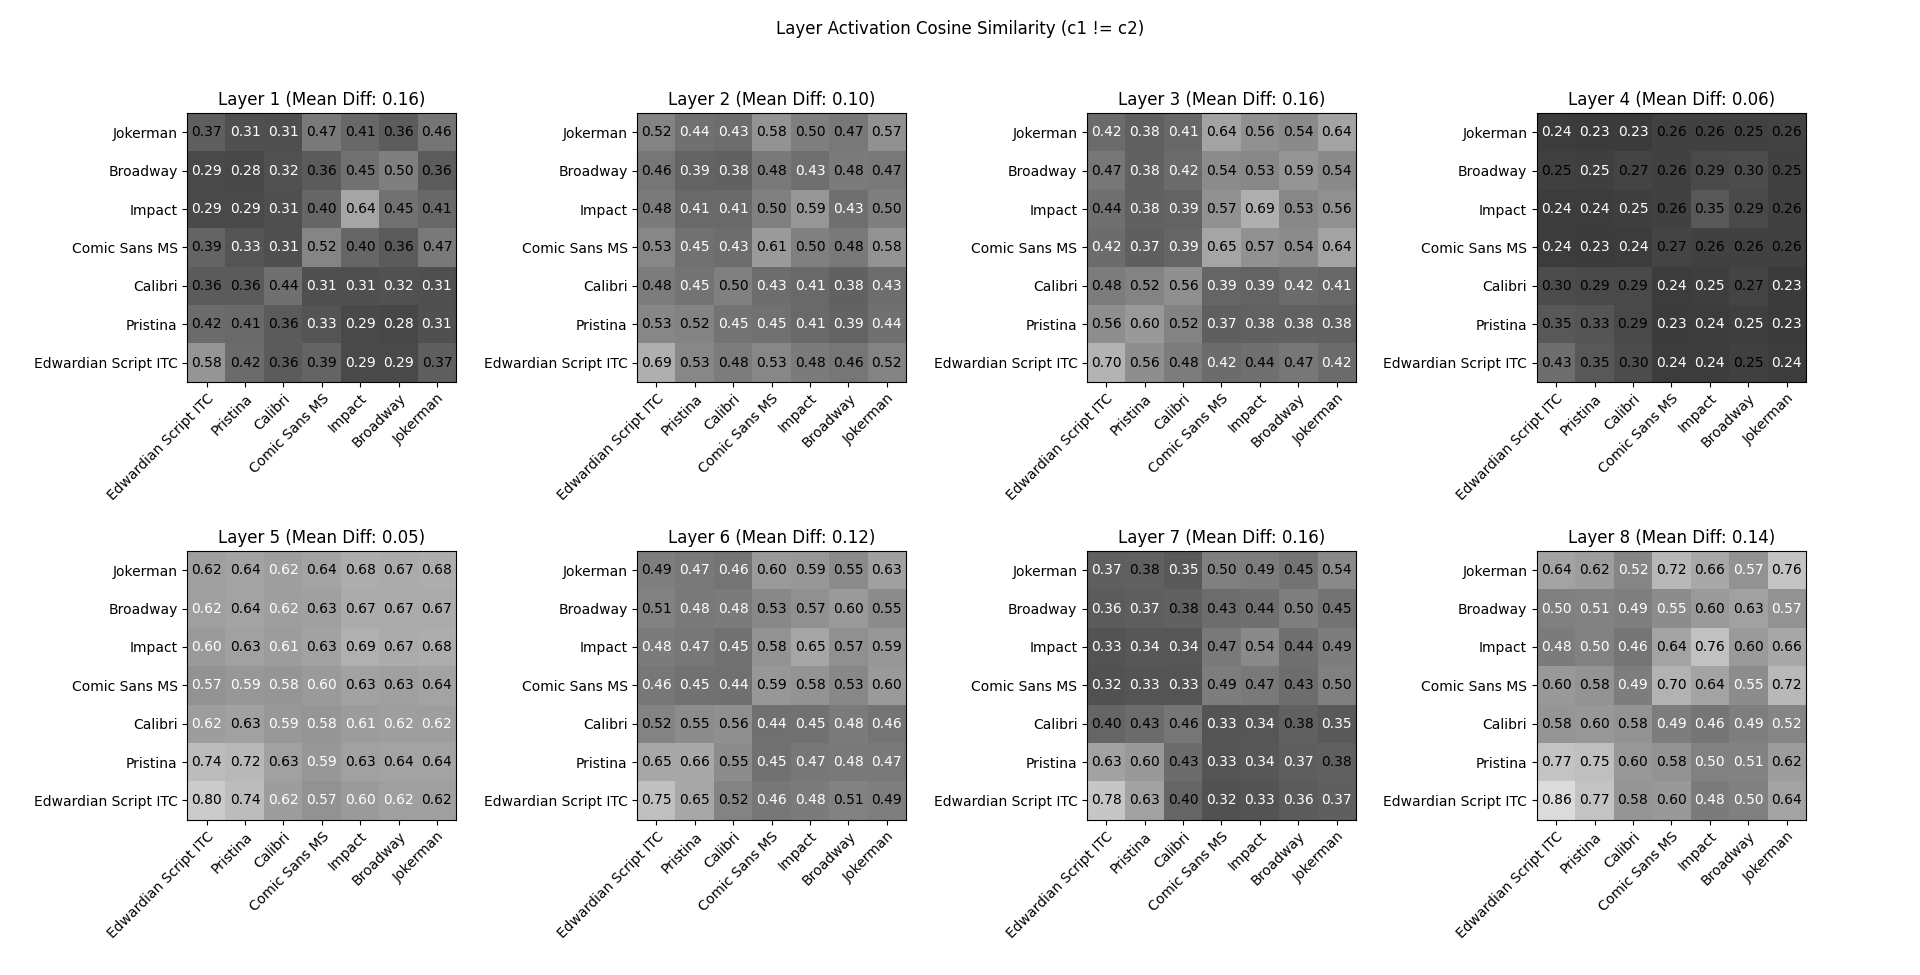 Layer Activation Cosine Similarity (c1 != c2)
Layer 1 (Mean Diff: 0.16)
Jokerman 0.37 0.31 0.31 0.47 0.41 0.36 0.46
Broadway 0.29 0.28 0.32 0.36 0.45 0.50 0.36
Impact 0.29 0.29 0.31 0.40 0.64 0.45 0.41
Comic Sans MS 0.39 0.33 0.31 0.52 0.40 0.36 0.47
Calibri 0.36 0.36 0.44 0.31 0.31 0.32 0.31
Pristina 0.42 0.41 0.36 0.33 0.29 0.28 0.31
Edwardian Script ITC 0.58 0.42 0.36 0.39 0.29 0.29 0.37
Edwardian Script ITC Pristina Calibri Comic Sans MS Impact Broadway Jokerman
Layer 2 (Mean Diff: 0.10)
Jokerman 0.52 0.44 0.43 0.58 0.50 0.47 0.57
Broadway 0.46 0.39 0.38 0.48 0.43 0.48 0.47
Impact 0.48 0.41 0.41 0.50 0.59 0.43 0.50
Comic Sans MS 0.53 0.45 0.43 0.61 0.50 0.48 0.58
Calibri 0.48 0.45 0.50 0.43 0.41 0.38 0.43
Pristina 0.53 0.52 0.45 0.45 0.41 0.39 0.44
Edwardian Script ITC 0.69 0.53 0.48 0.53 0.48 0.46 0.52
Edwardian Script ITC Pristina Calibri Comic Sans MS Impact Broadway Jokerman
Layer 3 (Mean Diff: 0.16)
Jokerman 0.42 0.38 0.41 0.64 0.56 0.54 0.64
Broadway 0.47 0.38 0.42 0.54 0.53 0.59 0.54
Impact 0.44 0.38 0.39 0.57 0.69 0.53 0.56
Comic Sans MS 0.42 0.37 0.39 0.65 0.57 0.54 0.64
Calibri 0.48 0.52 0.56 0.39 0.39 0.42 0.41
Pristina 0.56 0.60 0.52 0.37 0.38 0.38 0.38
Edwardian Script ITC 0.70 0.56 0.48 0.42 0.44 0.47 0.42
Edwardian Script ITC Pristina Calibri Comic Sans MS Impact Broadway Jokerman
Layer 4 (Mean Diff: 0.06)
Jokerman 0.24 0.23 0.23 0.26 0.26 0.25 0.26
Broadway 0.25 0.25 0.27 0.26 0.29 0.30 0.25
Impact 0.24 0.24 0.25 0.26 0.35 0.29 0.26
Comic Sans MS 0.24 0.23 0.24 0.27 0.26 0.26 0.26
Calibri 0.30 0.29 0.29 0.24 0.25 0.27 0.23
Pristina 0.35 0.33 0.29 0.23 0.24 0.25 0.23
Edwardian Script ITC 0.43 0.35 0.30 0.24 0.24 0.25 0.24
Edwardian Script ITC Pristina Calibri Comic Sans MS Impact Broadway Jokerman
Layer 5 (Mean Diff: 0.05)
Jokerman 0.62 0.64 0.62 0.64 0.68 0.67 0.68
Broadway 0.62 0.64 0.62 0.63 0.67 0.67 0.67
Impact 0.60 0.63 0.61 0.63 0.69 0.67 0.68
Comic Sans MS 0.57 0.59 0.58 0.60 0.63 0.63 0.64
Calibri 0.62 0.63 0.59 0.58 0.61 0.62 0.62
Pristina 0.74 0.72 0.63 0.59 0.63 0.64 0.64
Edwardian Script ITC 0.80 0.74 0.62 0.57 0.60 0.62 0.62
Edwardian Script ITC Pristina Calibri Comic Sans MS Impact Broadway Jokerman
Layer 6 (Mean Diff: 0.12)
Jokerman 0.49 0.47 0.46 0.60 0.59 0.55 0.63
Broadway 0.51 0.48 0.48 0.53 0.57 0.60 0.55
Impact 0.48 0.47 0.45 0.58 0.65 0.57 0.59
Comic Sans MS 0.46 0.45 0.44 0.59 0.58 0.53 0.60
Calibri 0.52 0.55 0.56 0.44 0.45 0.48 0.46
Pristina 0.65 0.66 0.55 0.45 0.47 0.48 0.47
Edwardian Script ITC 0.75 0.65 0.52 0.46 0.48 0.51 0.49
Edwardian Script ITC Pristina Calibri Comic Sans MS Impact Broadway Jokerman
Layer 7 (Mean Diff: 0.16)
Jokerman 0.37 0.38 0.35 0.50 0.49 0.45 0.54
Broadway 0.36 0.37 0.38 0.43 0.44 0.50 0.45
Impact 0.33 0.34 0.34 0.47 0.54 0.44 0.49
Comic Sans MS 0.32 0.33 0.33 0.49 0.47 0.43 0.50
Calibri 0.40 0.43 0.46 0.33 0.34 0.38 0.35
Pristina 0.63 0.60 0.43 0.33 0.34 0.37 0.38
Edwardian Script ITC 0.78 0.63 0.40 0.32 0.33 0.36 0.37
Edwardian Script ITC Pristina Calibri Comic Sans MS Impact Broadway Jokerman
Layer 8 (Mean Diff: 0.14)
Jokerman 0.64 0.62 0.52 0.72 0.66 0.57 0.76
Broadway 0.50 0.51 0.49 0.55 0.60 0.63 0.57
Impact 0.48 0.50 0.46 0.64 0.76 0.60 0.66
Comic Sans MS 0.60 0.58 0.49 0.70 0.64 0.55 0.72
Calibri 0.58 0.60 0.58 0.49 0.46 0.49 0.52
Pristina 0.77 0.75 0.60 0.58 0.50 0.51 0.62
Edwardian Script ITC 0.86 0.77 0.58 0.60 0.48 0.50 0.64
Edwardian Script ITC Pristina Calibri Comic Sans MS Impact Broadway Jokerman